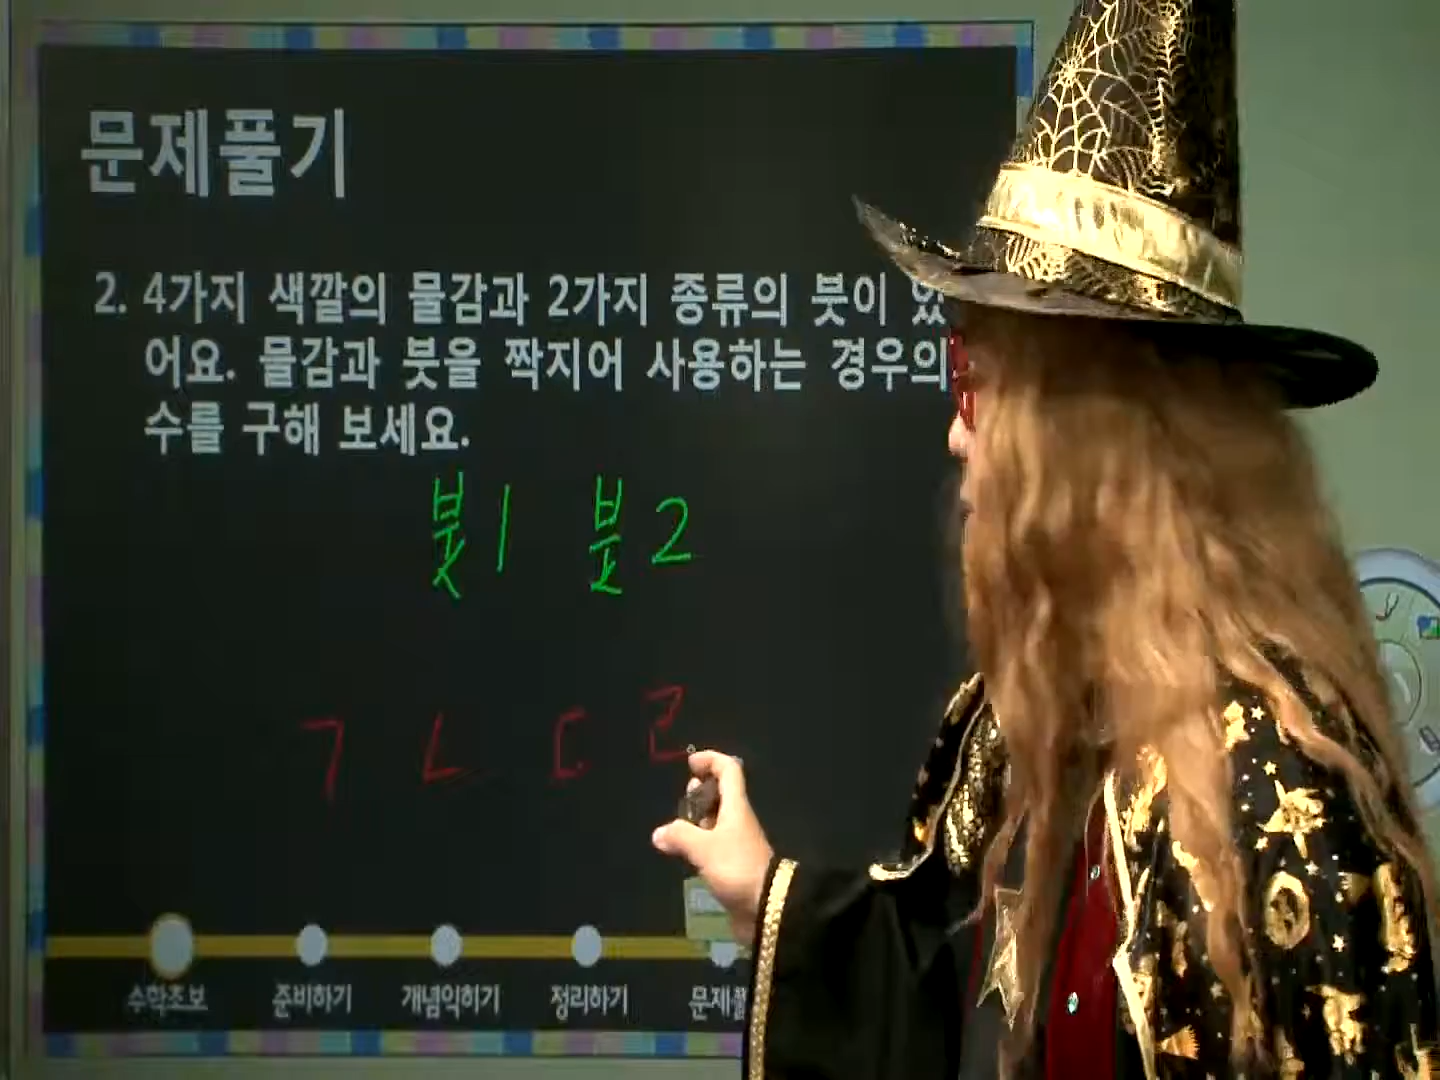 문제풀기
2. 4가지 색깔의 물감과 2가지 종류의 붓이 있
어요. 물감과 붓을 짝지어 사용하는 경우의
수를 구해 보세요.
붓1 붓2
ㄱ ㄴ ㄷ ㄹ
수학초보 준비하기 개념익히기 정리하기